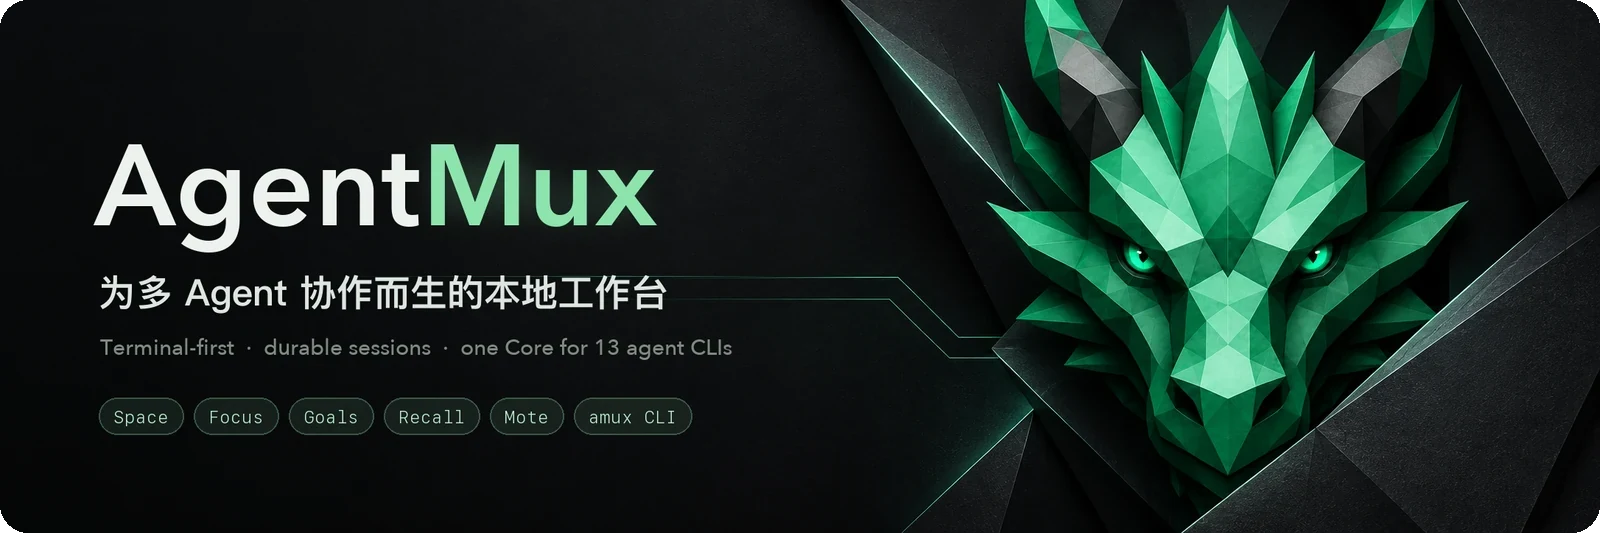 AgentMux
为多 Agent 协作而生的本地工作台
Terminal-first · durable sessions · one Core for 13 agent CLIs
Space Focus Goals Recall Mote amux CLI